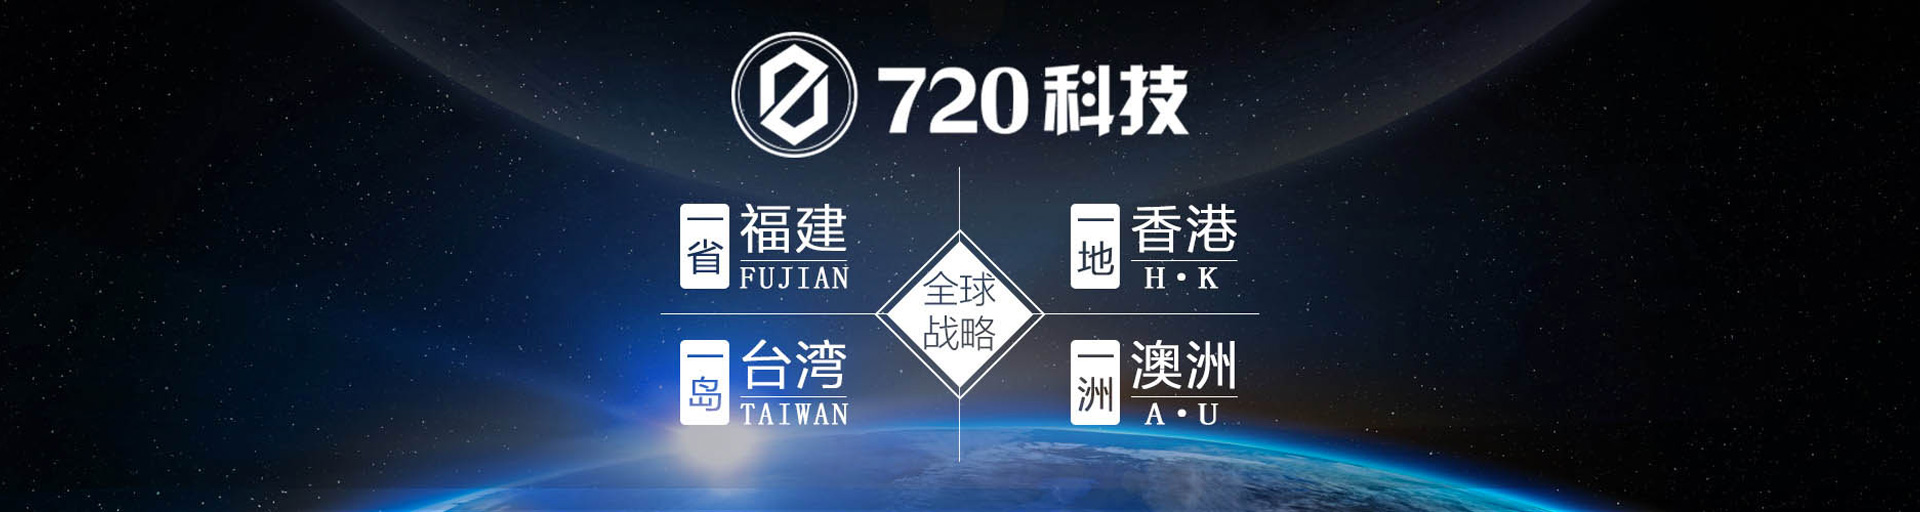 720科技
一省
福建
FUJIAN
一地
香港
H·K
全球
战略
一岛
台湾
TAIWAN
一洲
澳洲
A·U